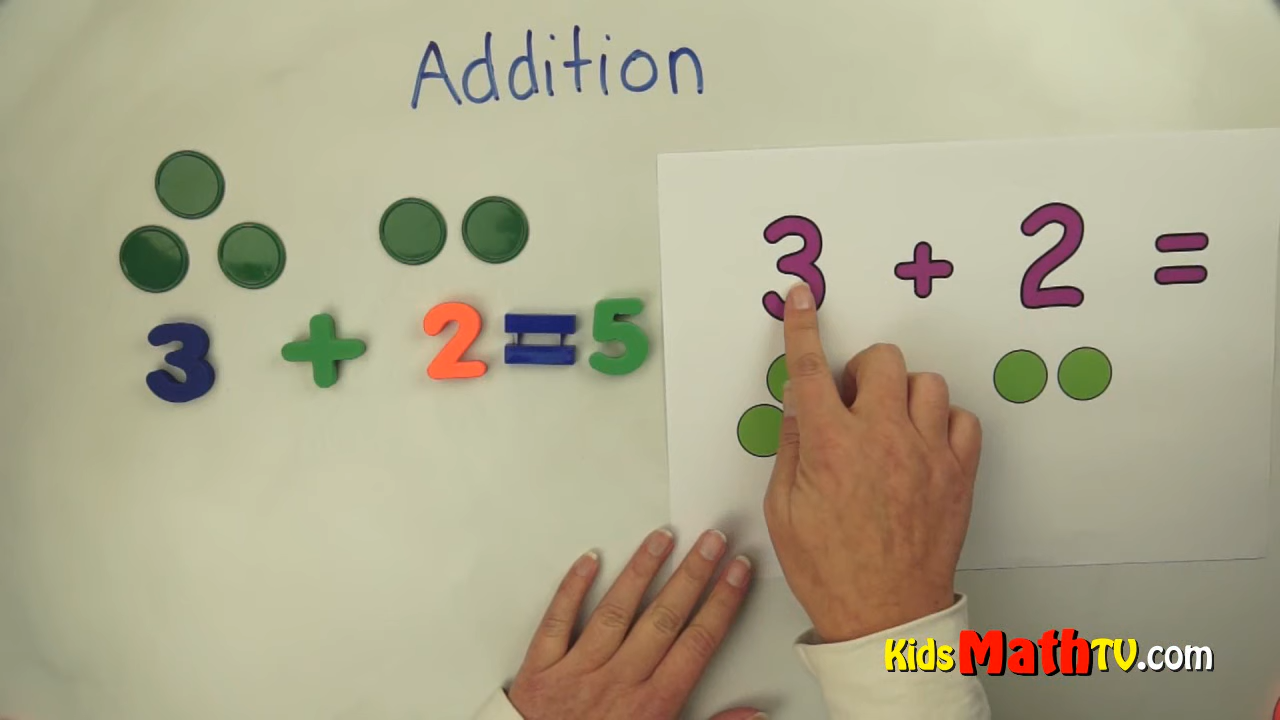 Addition
3 + 2 = 5
3 + 2 =
KidsMathTV.com